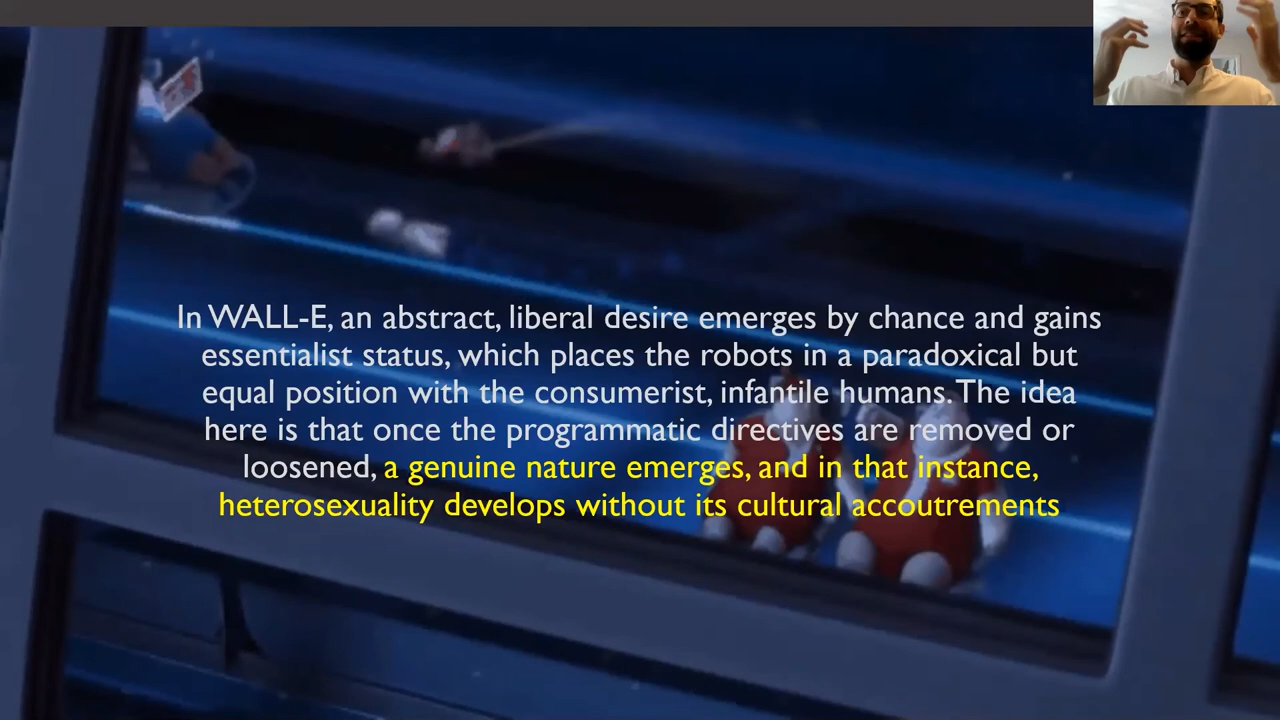 In WALL-E, an abstract, liberal desire emerges by chance and gains
essentialist status, which places the robots in a paradoxical but
equal position with the consumerist, infantile humans. The idea
here is that once the programmatic directives are removed or
loosened, a genuine nature emerges, and in that instance,
heterosexuality develops without its cultural accoutrements